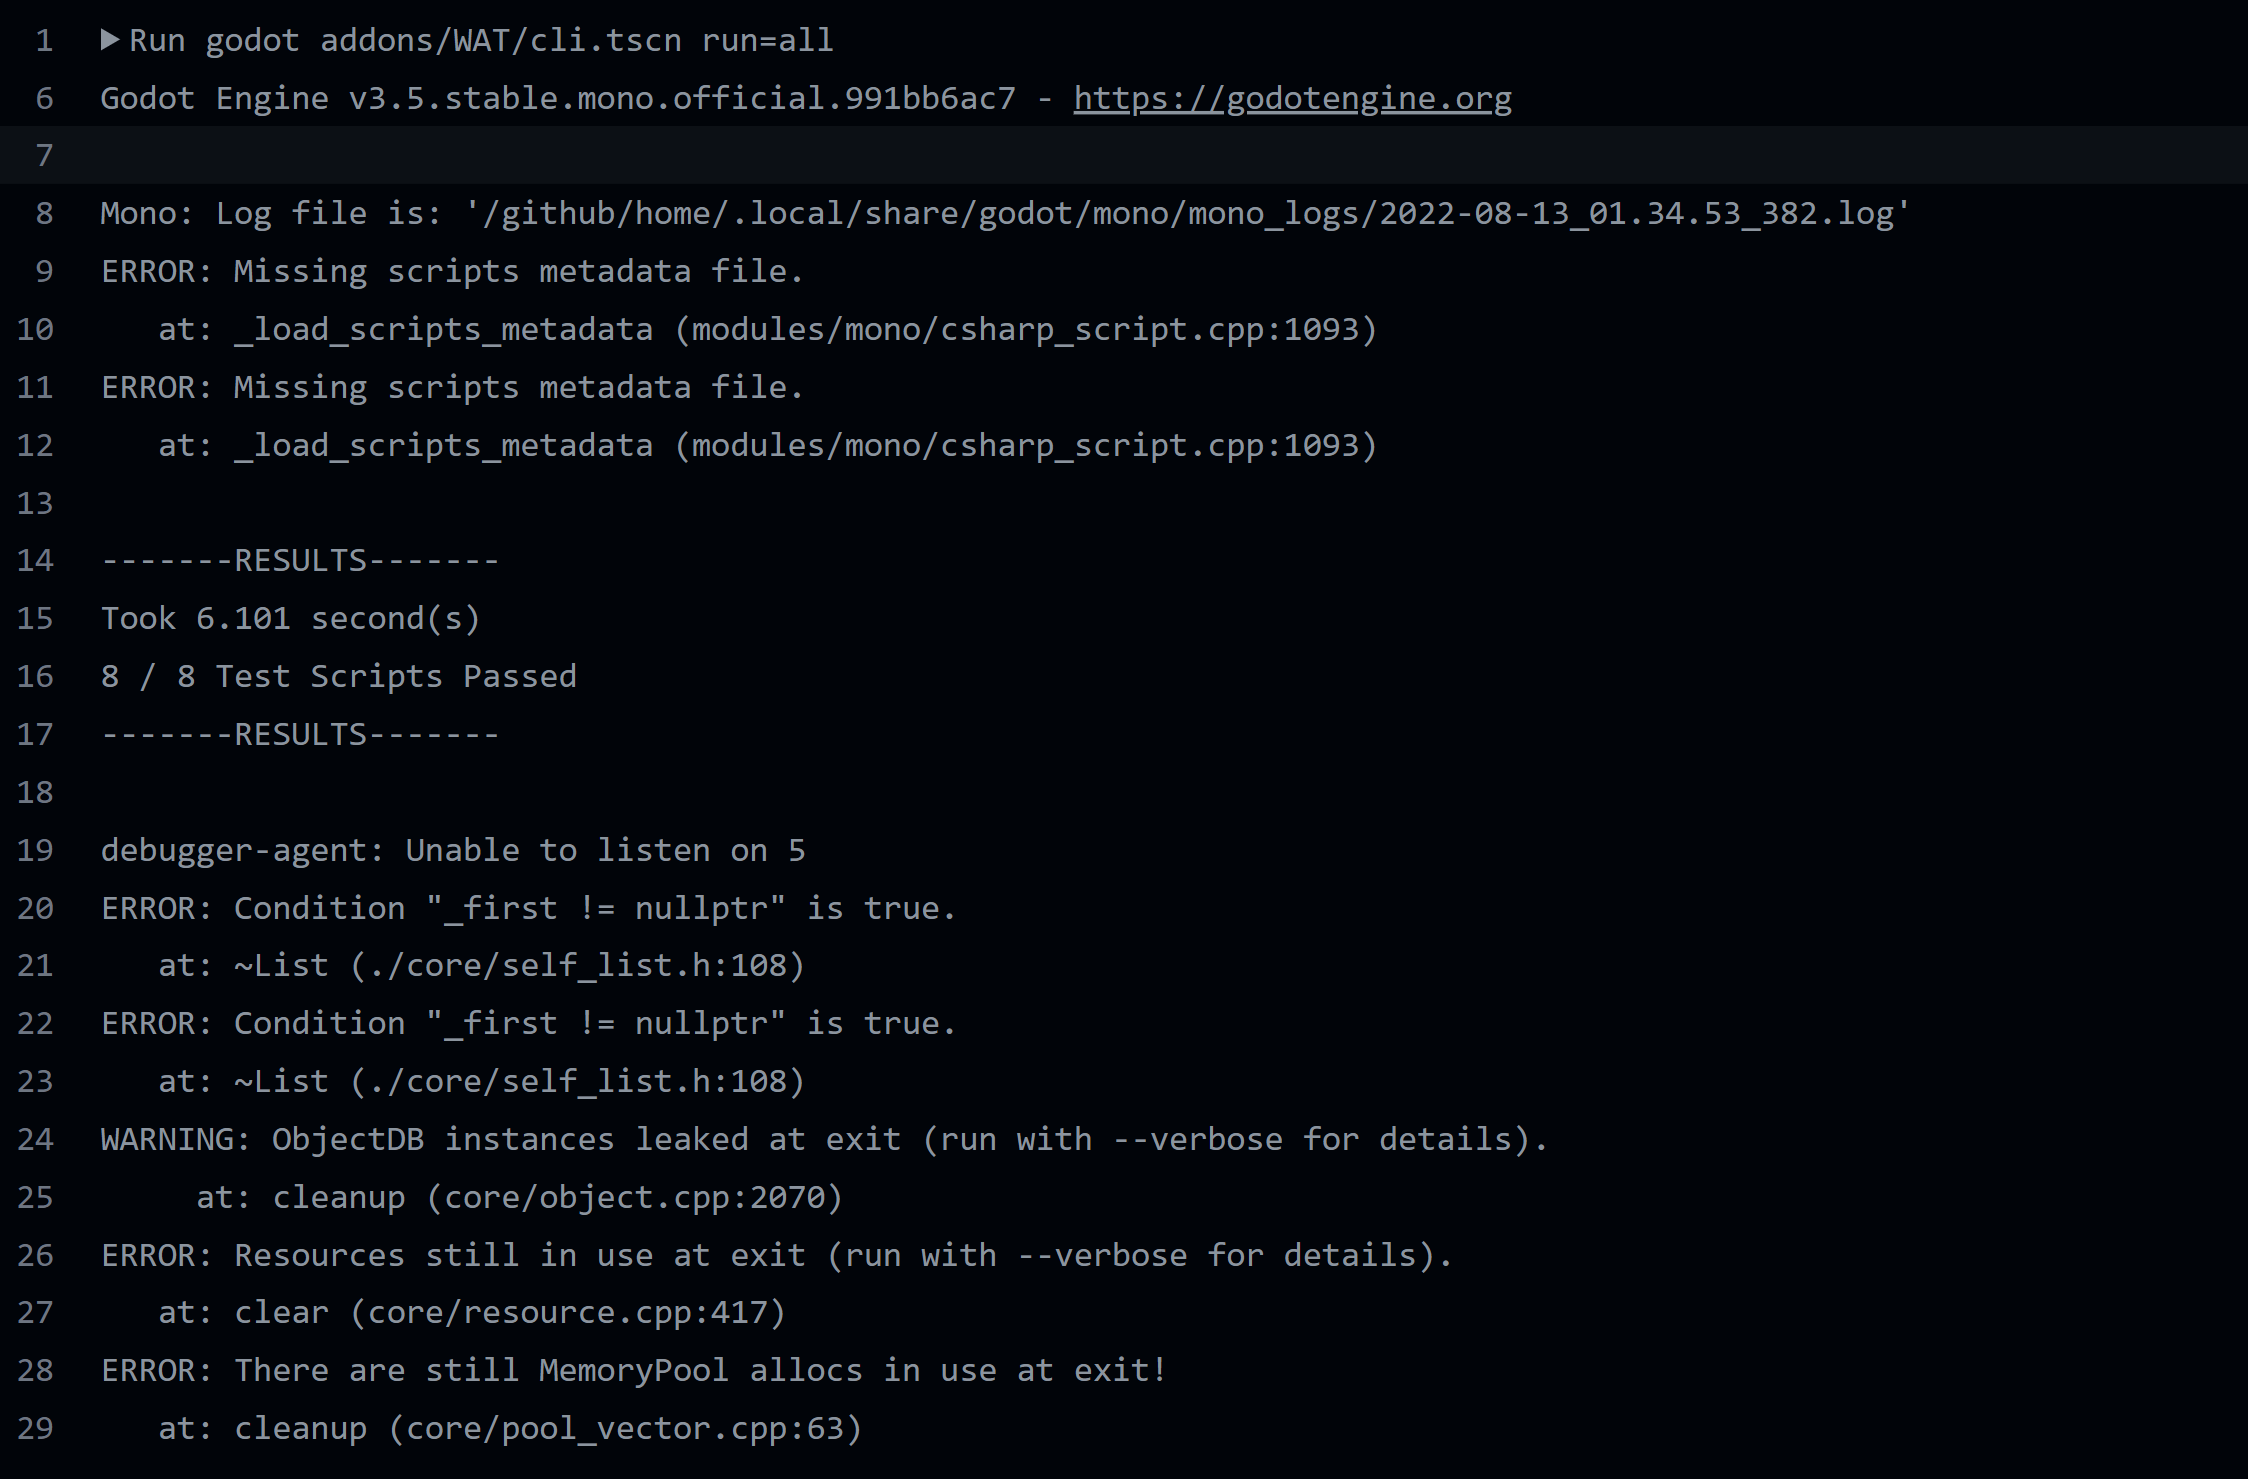 1 ▶Run godot addons/WAT/cli.tscn run=all
6 Godot Engine v3.5.stable.mono.official.991bb6ac7 - https://godotengine.org
7
8 Mono: Log file is: '/github/home/.local/share/godot/mono/mono_logs/2022-08-13_01.34.53_382.log'
9 ERROR: Missing scripts metadata file.
10    at: _load_scripts_metadata (modules/mono/csharp_script.cpp:1093)
11 ERROR: Missing scripts metadata file.
12    at: _load_scripts_metadata (modules/mono/csharp_script.cpp:1093)
13
14 -------RESULTS-------
15 Took 6.101 second(s)
16 8 / 8 Test Scripts Passed
17 -------RESULTS-------
18
19 debugger-agent: Unable to listen on 5
20 ERROR: Condition "_first != nullptr" is true.
21    at: ~List (./core/self_list.h:108)
22 ERROR: Condition "_first != nullptr" is true.
23    at: ~List (./core/self_list.h:108)
24 WARNING: ObjectDB instances leaked at exit (run with --verbose for details).
25      at: cleanup (core/object.cpp:2070)
26 ERROR: Resources still in use at exit (run with --verbose for details).
27    at: clear (core/resource.cpp:417)
28 ERROR: There are still MemoryPool allocs in use at exit!
29    at: cleanup (core/pool_vector.cpp:63)